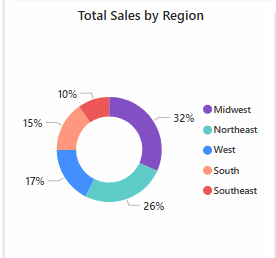 Total Sales by Region
10%
32%
15%
17%
26%
Midwest
Northeast
West
South
Southeast